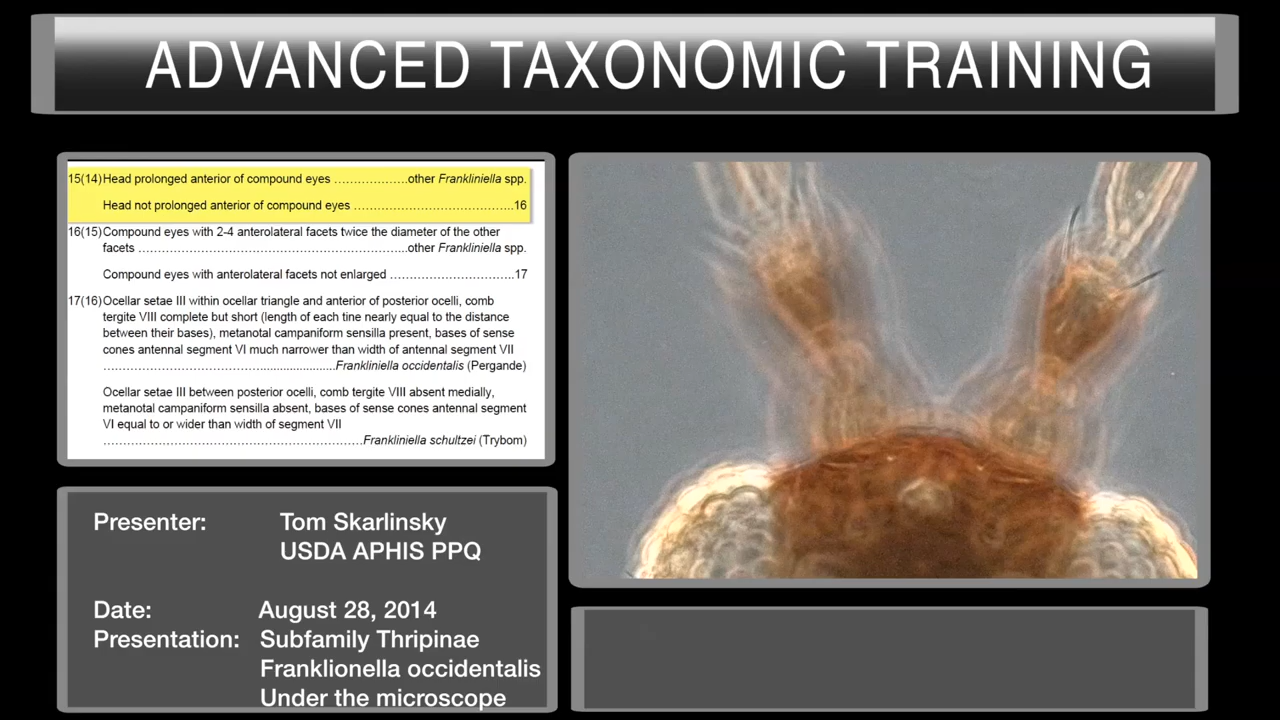 ADVANCED TAXONOMIC TRAINING
15(14) Head prolonged anterior of compound eyes ....................other Frankliniella spp.
Head not prolonged anterior of compound eyes ............................................16
16(15) Compound eyes with 2-4 anterolateral facets twice the diameter of the other
facets ....................................................................other Frankliniella spp.
Compound eyes with anterolateral facets not enlarged ................................17
17(16) Ocellar setae III within ocellar triangle and anterior of posterior ocelli, comb
tergite VIII complete but short (length of each tine nearly equal to the distance
between their bases), metanotal campaniform sensilla present, bases of sense
cones antennal segment VI much narrower than width of antennal segment VII
............................................................Frankliniella occidentalis (Pergande)
Ocellar setae III between posterior ocelli, comb tergite VIII absent medially,
metanotal campaniform sensilla absent, bases of sense cones antennal segment
VI equal to or wider than width of segment VII
..................................................................Frankliniella schultzei (Trybom)
Presenter: Tom Skarlinsky
USDA APHIS PPQ
Date: August 28, 2014
Presentation: Subfamily Thripinae
Franklionella occidentalis
Under the microscope